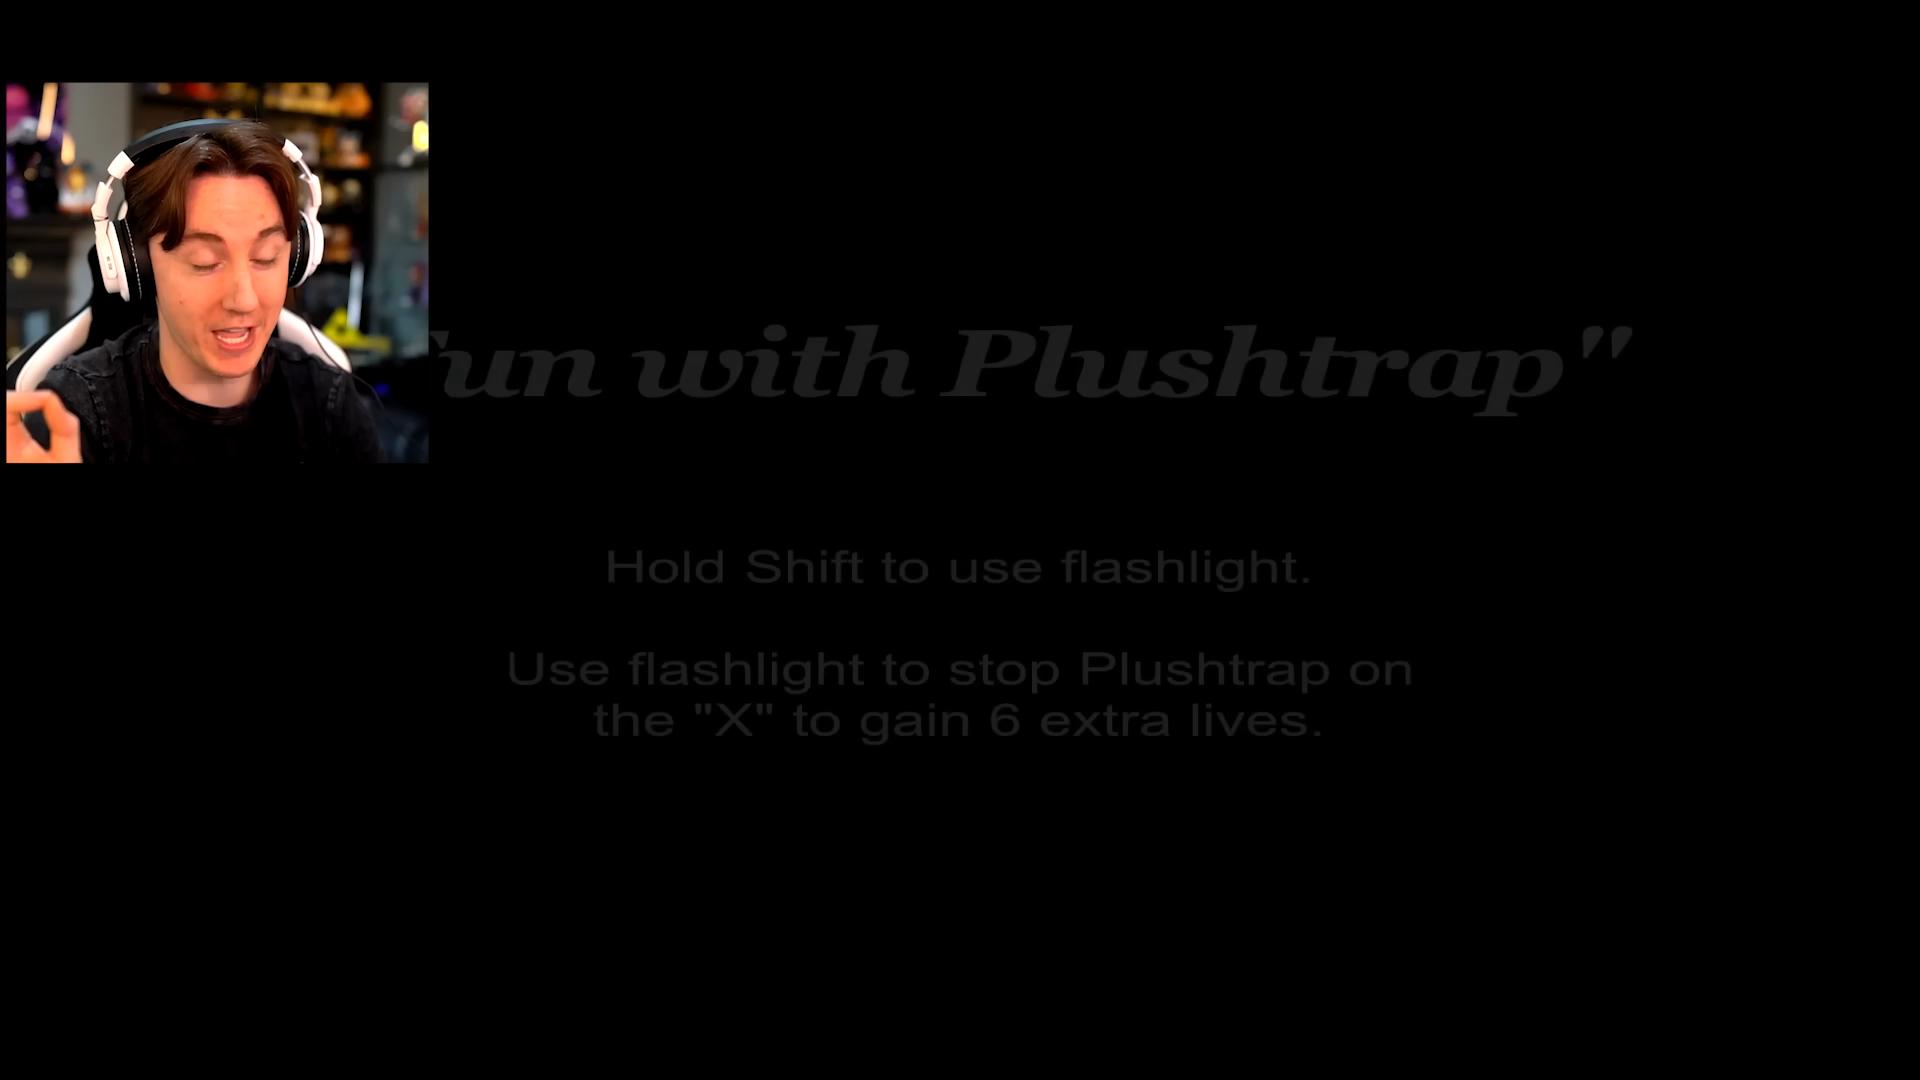 Fun with Plushtrap"
Hold Shift to use flashlight.
Use flashlight to stop Plushtrap on
the "X" to gain 6 extra lives.